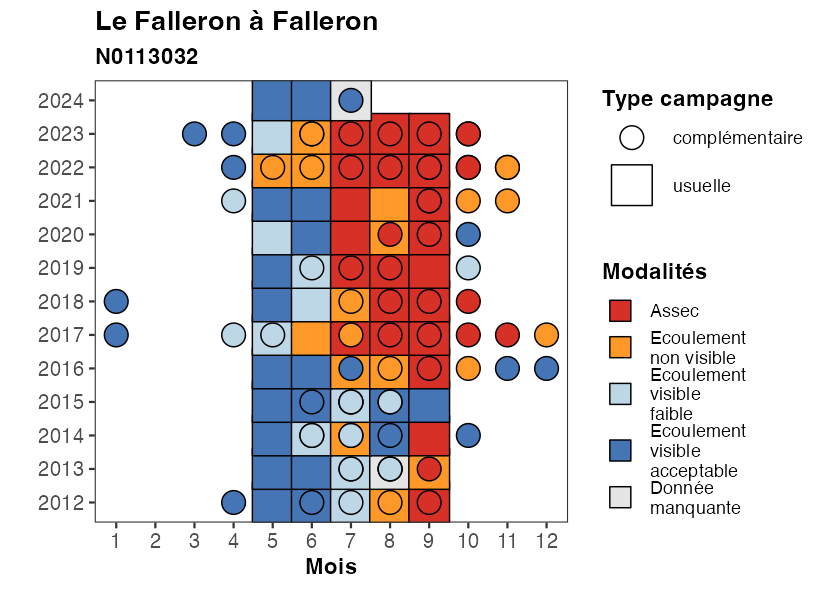 Le Falleron à Falleron
N0113032
2024
2023
2022
2021
2020
2019
2018
2017
2016
2015
2014
2013
2012
1 2 3 4 5 6 7 8 9 10 11 12
Mois
Type campagne
complémentaire
usuelle
Modalités
Assec
Ecoulement
non visible
Ecoulement
visible
faible
Ecoulement
visible
acceptable
Donnée
manquante